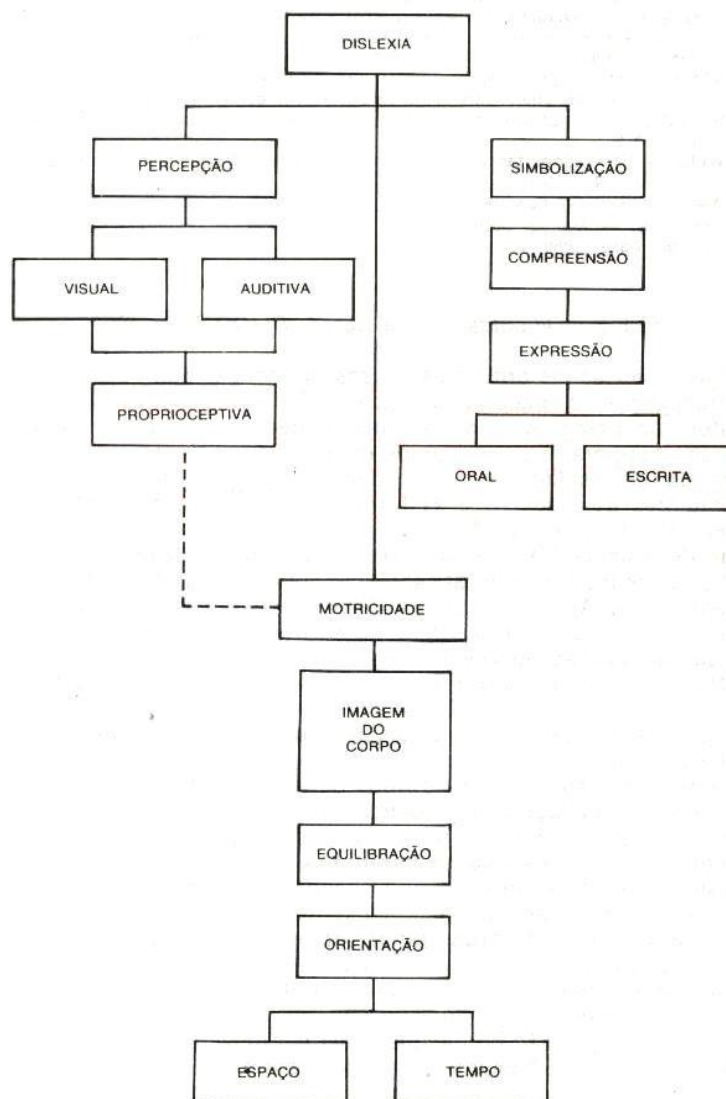 DISLEXIA
PERCEPÇÃO
SIMBOLIZAÇÃO
VISUAL
AUDITIVA
COMPREENSÃO
PROPRIOCEPTIVA
EXPRESSÃO
ORAL
ESCRITA
MOTRICIDADE
IMAGEM
DO
CORPO
EQUILIBRAÇÃO
ORIENTAÇÃO
ESPAÇO
TEMPO